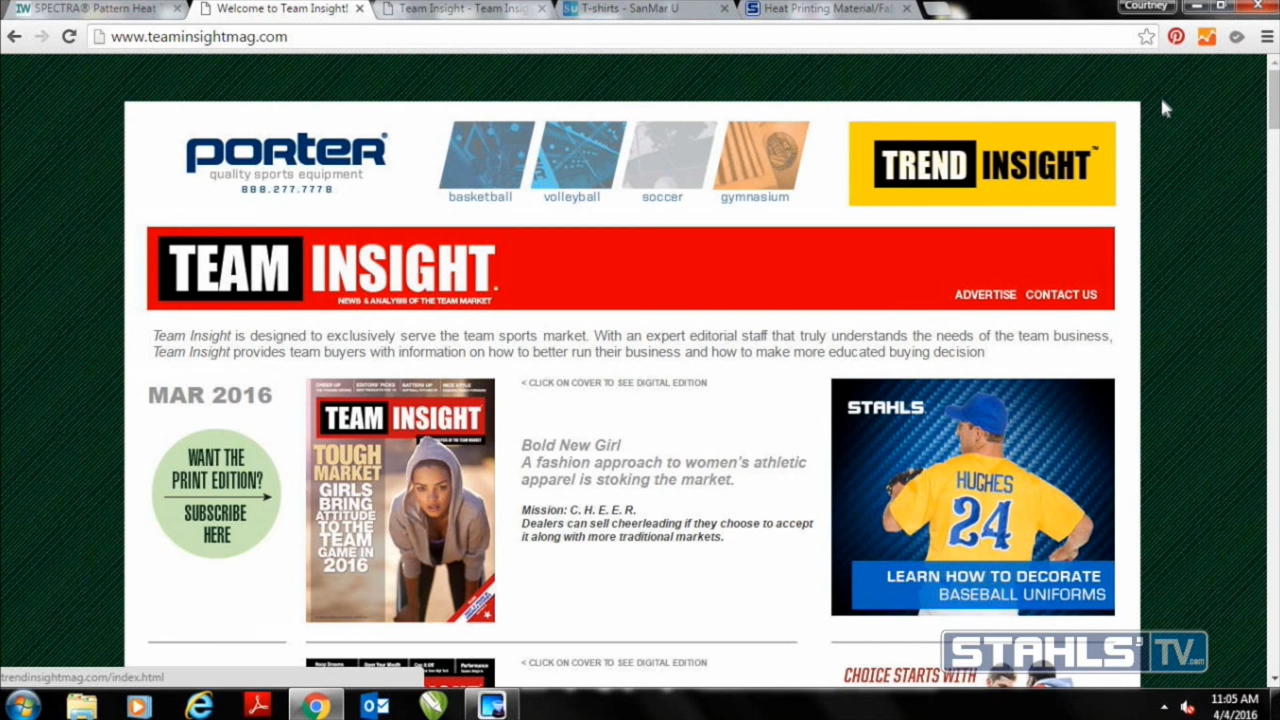 SPECTRA® Pattern Heat
Welcome to Team Insight!
Team Insight - Team Insig
T-shirts - SanMar U
Heat Printing Material/Fa
Courtney
www.teaminsightmag.com
porter
quality sports equipment
888.277.7778
basketball
volleyball
soccer
gymnasium
TREND INSIGHT™
TEAM INSIGHT.
NEWS & ANALYSIS OF THE TEAM MARKET
ADVERTISE CONTACT US
Team Insight is designed to exclusively serve the team sports market. With an expert editorial staff that truly understands the needs of the team business,
Team Insight provides team buyers with information on how to better run their business and how to make more educated buying decision
MAR 2016
WANT THE
PRINT EDITION?
SUBSCRIBE
HERE
TEAM INSIGHT
TOUGH
MARKET
GIRLS
BRING
ATTITUDE
TO THE
TEAM
GAME IN
2016
< CLICK ON COVER TO SEE DIGITAL EDITION
Bold New Girl
A fashion approach to women's athletic
apparel is stoking the market.
Mission: C. H. E. E. R.
Dealers can sell cheerleading if they choose to accept
it along with more traditional markets.
STAHLS'
HUGHES
24
LEARN HOW TO DECORATE
BASEBALL UNIFORMS
TEAM INSIGHT
< CLICK ON COVER TO SEE DIGITAL EDITION
CHOICE STARTS WITH
STAHLS' TV.com
trendinsightmag.com/index.html
11:05 AM
4/4/2016